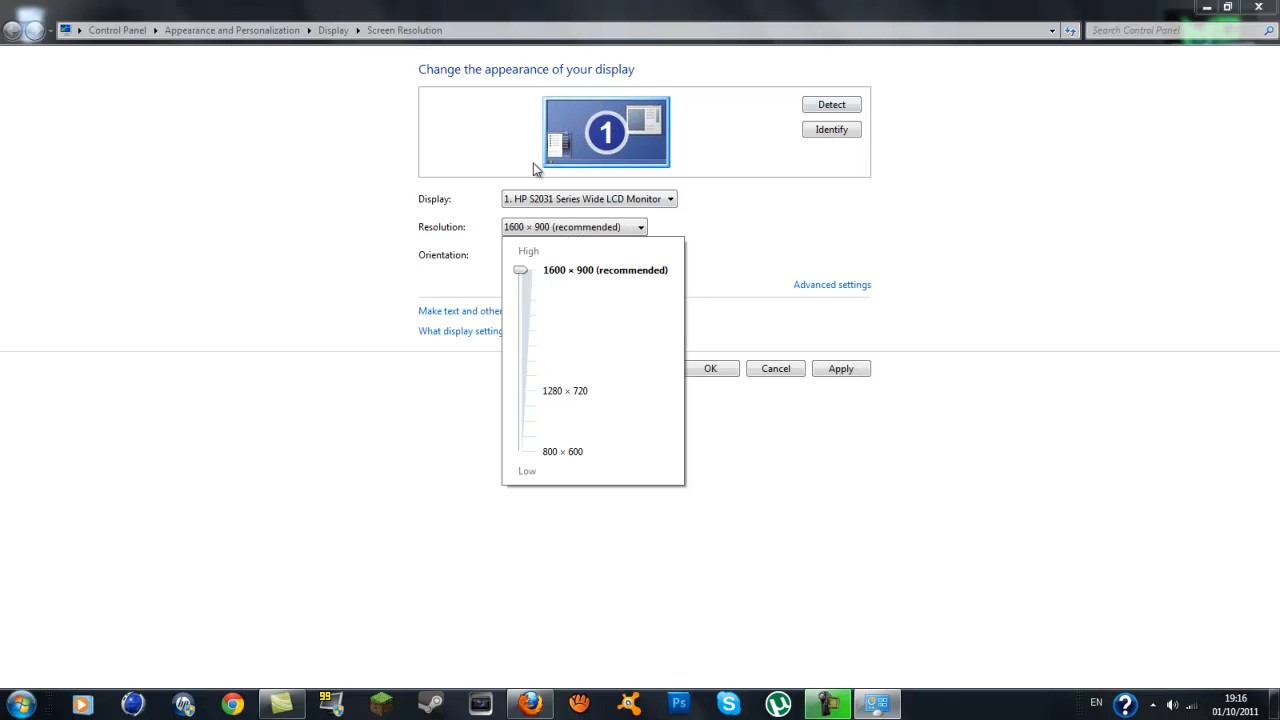 Control Panel Appearance and Personalization Display Screen Resolution
Search Control Panel
Change the appearance of your display
1
Detect
Identify
Display: 1. HP S2031 Series Wide LCD Monitor
Resolution: 1600 × 900 (recommended)
Orientation:
High
1600 × 900 (recommended)
Advanced settings
Make text and other
What display setting
OK Cancel Apply
1280 × 720
800 × 600
Low
99
Ps
EN
19:16
01/10/2011